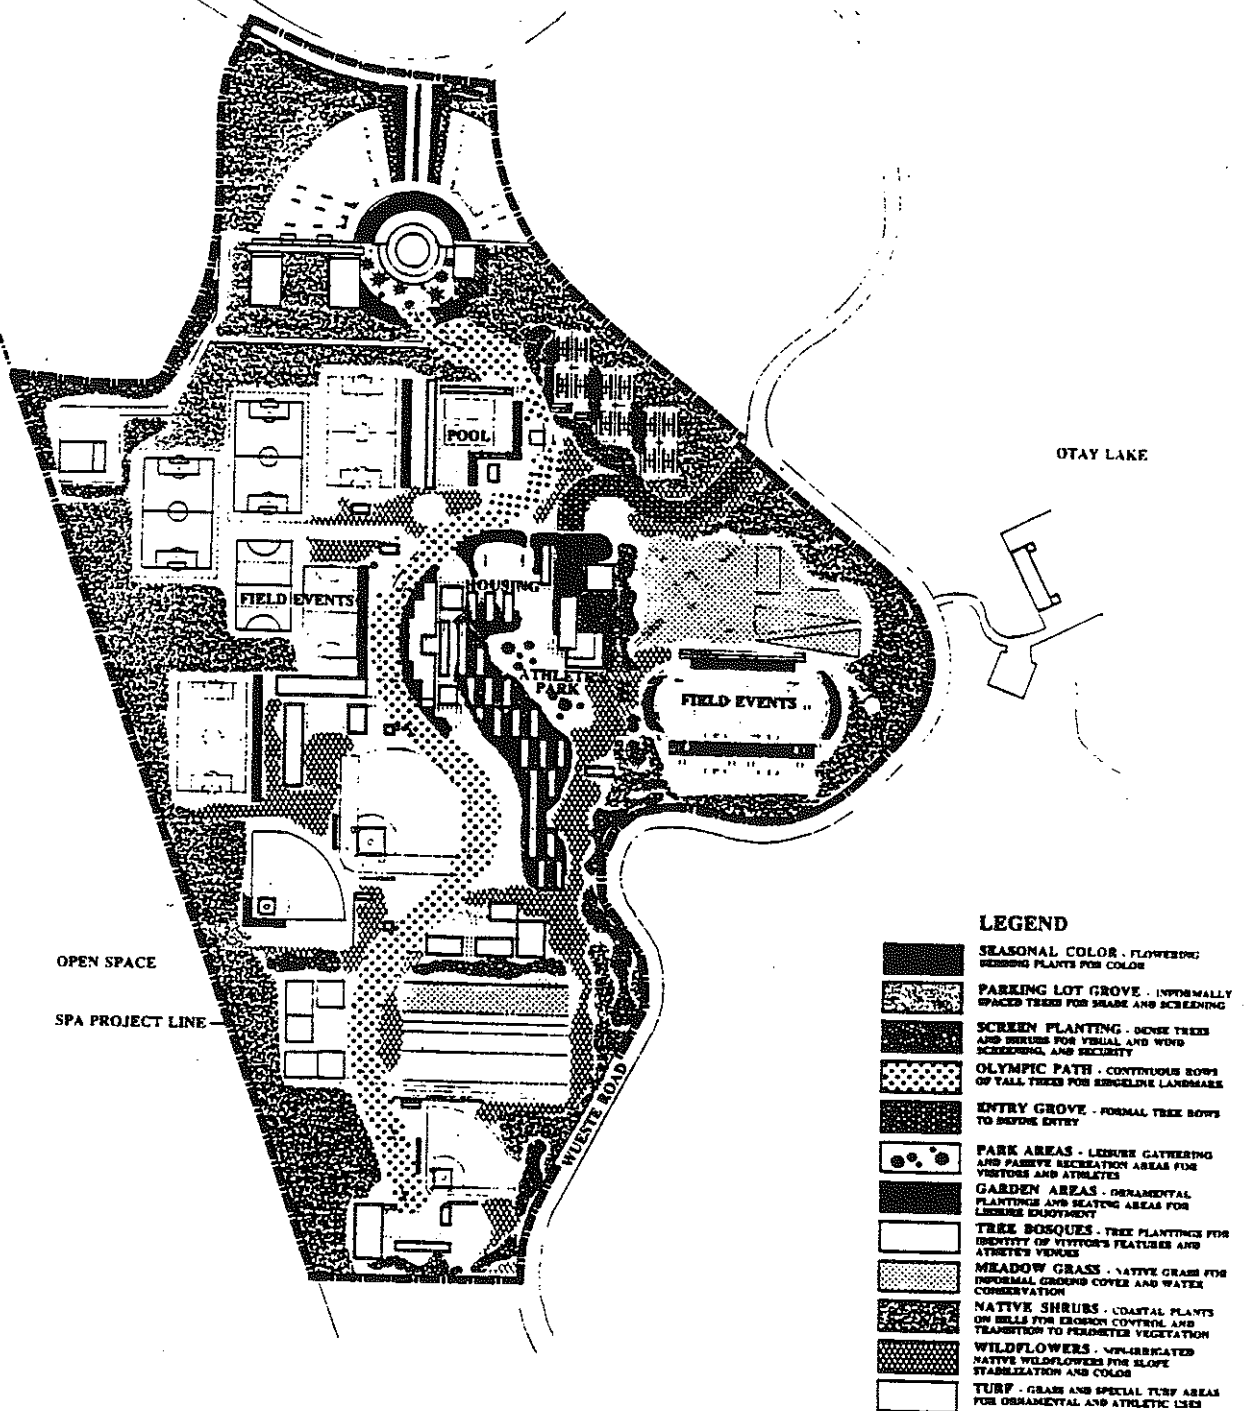 OTAY LAKE
POOL
HOUSING
FIELD EVENTS
ATHLETE
PARK
FIELD EVENTS
OPEN SPACE
SPA PROJECT LINE
WUESTE ROAD
LEGEND
SEASONAL COLOR - FLOWERING
BEDDING PLANTS FOR COLOR
PARKING LOT GROVE - INFORMALLY
SPACED TREES FOR SHADE AND SCREENING
SCREEN PLANTING - DENSE TREES
AND SHRUBS FOR VISUAL AND WIND
SCREENING, AND SECURITY
OLYMPIC PATH - CONTINUOUS ROWS
OF TALL TREES FOR RIDGELINE LANDMARK
ENTRY GROVE - FORMAL TREE ROWS
TO DEFINE ENTRY
PARK AREAS - LEISURE GATHERING
AND PASSIVE RECREATION AREAS FOR
VISITORS AND ATHLETES
GARDEN AREAS - ORNAMENTAL
PLANTINGS AND SEATING AREAS FOR
LEISURE ENJOYMENT
TREE BOSQUES - TREE PLANTINGS FOR
IDENTITY OF VISITOR'S FEATURES AND
ATHLETE'S VENUES
MEADOW GRASS - NATIVE GRASS FOR
INFORMAL GROUND COVER AND WATER
CONSERVATION
NATIVE SHRUBS - COASTAL PLANTS
ON HILLS FOR EROSION CONTROL AND
TRANSITION TO PERIMETER VEGETATION
WILDFLOWERS - NON-IRRIGATED
NATIVE WILDFLOWERS FOR SLOPE
STABILIZATION AND COLOR
TURF - GRASS AND SPECIAL TURF AREAS
FOR ORNAMENTAL AND ATHLETIC USES